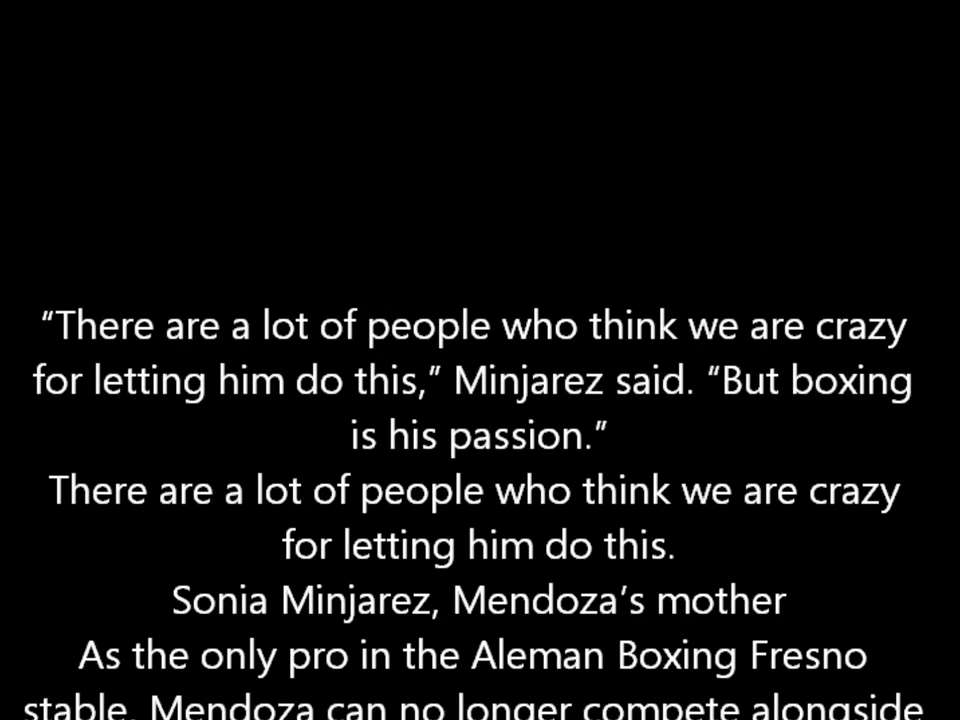 “There are a lot of people who think we are crazy
for letting him do this,” Minjarez said. “But boxing
is his passion.”
There are a lot of people who think we are crazy
for letting him do this.
Sonia Minjarez, Mendoza’s mother
As the only pro in the Aleman Boxing Fresno
stable, Mendoza can no longer compete alongside